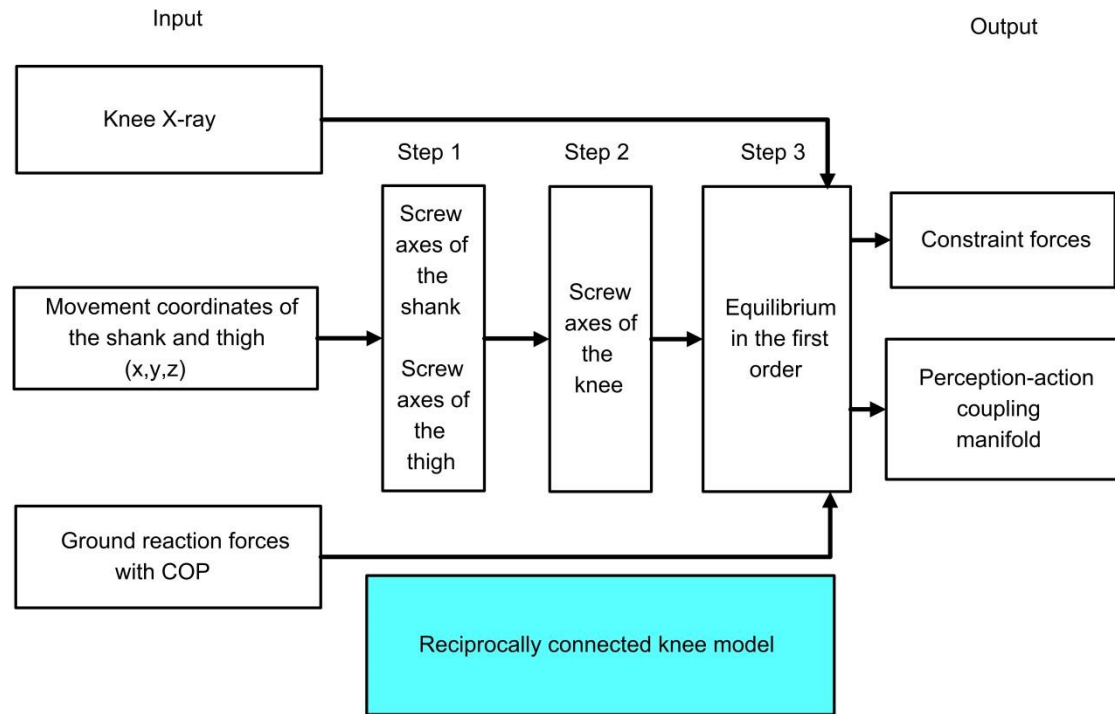 Input
Output
Knee X-ray
Step 1
Step 2
Step 3
Screw
axes of
the
shank
Screw
axes of
the
thigh
Screw
axes of
the
knee
Equilibrium
in the first
order
Constraint forces
Movement coordinates of
the shank and thigh
(x,y,z)
Perception-action
coupling
manifold
Ground reaction forces
with COP
Reciprocally connected knee model